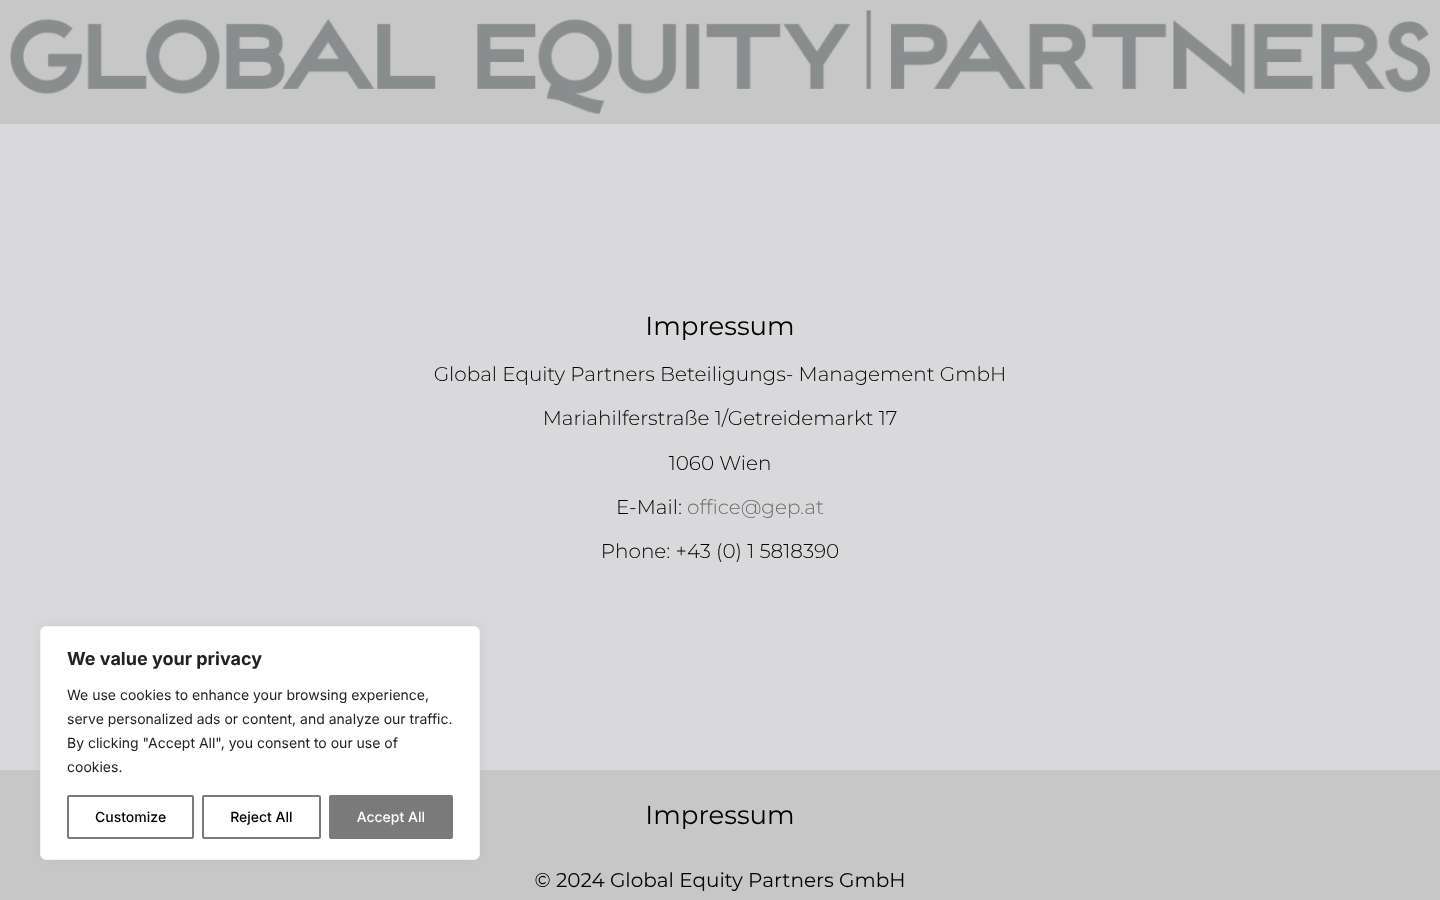 GLOBAL EQUITY|PARTNERS
Impressum
Global Equity Partners Beteiligungs- Management GmbH
Mariahilferstraße 1/Getreidemarkt 17
1060 Wien
E-Mail: office@gep.at
Phone: +43 (0) 1 5818390
We value your privacy
We use cookies to enhance your browsing experience,
serve personalized ads or content, and analyze our traffic.
By clicking "Accept All", you consent to our use of
cookies.
Customize Reject All Accept All
Impressum
© 2024 Global Equity Partners GmbH